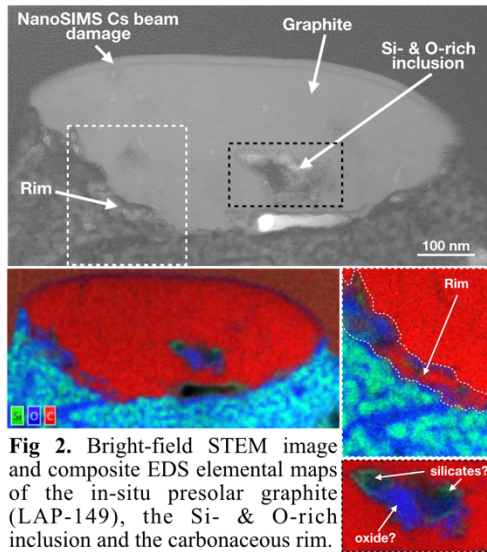 NanoSIMS Cs beam
damage
Graphite
Si- & O-rich
inclusion
Rim
100 nm
Rim
Si O C
silicates?
oxide?
Fig 2. Bright-field STEM image
and composite EDS elemental maps
of the in-situ presolar graphite
(LAP-149), the Si- & O-rich
inclusion and the carbonaceous rim.